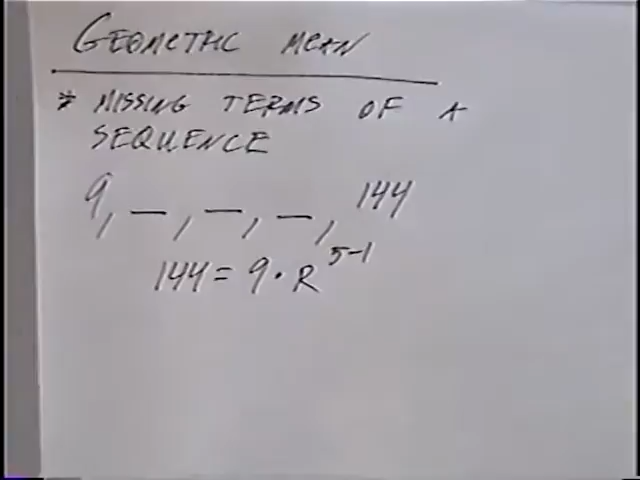 GEOMETRIC MEAN
* MISSING TERMS OF A
SEQUENCE
9, _, _, _, 144
144 = 9 • R^5-1